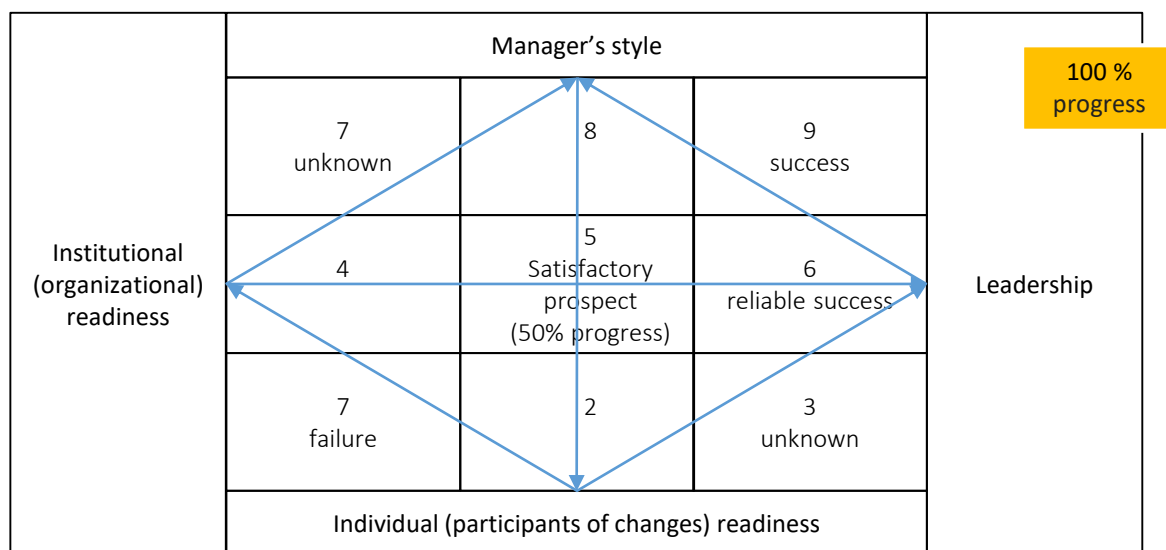 Manager's style
100 %
progress
7
unknown
8
9
success
Institutional
(organizational)
readiness
4
5
Satisfactory
prospect
(50% progress)
6
reliable success
Leadership
7
failure
2
3
unknown
Individual (participants of changes) readiness